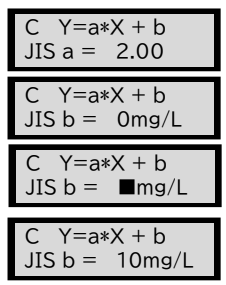 C Y=a*X + b
JIS a = 2.00
C Y=a*X + b
JIS b = 0mg/L
C Y=a*X + b
JIS b = ■mg/L
C Y=a*X + b
JIS b = 10mg/L